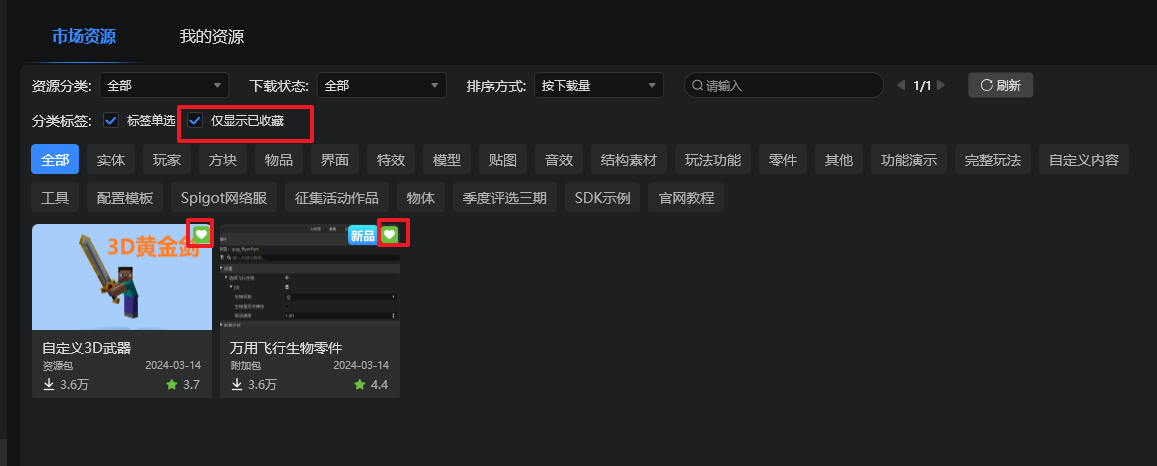 市场资源 我的资源
资源分类: 全部 下载状态: 全部 排序方式: 按下载量 请输入 1/1 刷新
分类标签: 标签单选 仅显示已收藏
全部 实体 玩家 方块 物品 界面 特效 模型 贴图 音效 结构素材 玩法功能 零件 其他 功能演示 完整玩法 自定义内容
工具 配置模板 Spigot网络服 征集活动作品 物体 季度评选三期 SDK示例 官网教程
3D黄金剑 新品
自定义3D武器 万用飞行生物零件
资源包 2024-03-14 附加包 2024-03-14
3.6万 3.7 3.6万 4.4